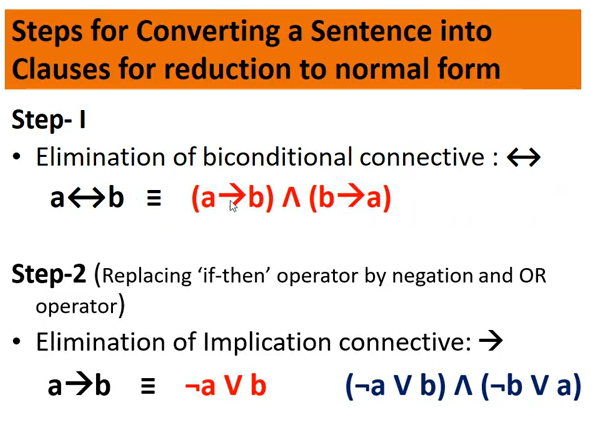 Steps for Converting a Sentence into
Clauses for reduction to normal form
Step- I
• Elimination of biconditional connective : ↔
a↔b ≡ (a→b) Λ (b→a)
Step-2 (Replacing ‘if-then’ operator by negation and OR
operator)
• Elimination of Implication connective: →
a→b ≡ ¬a V b (¬a V b) Λ (¬b V a)